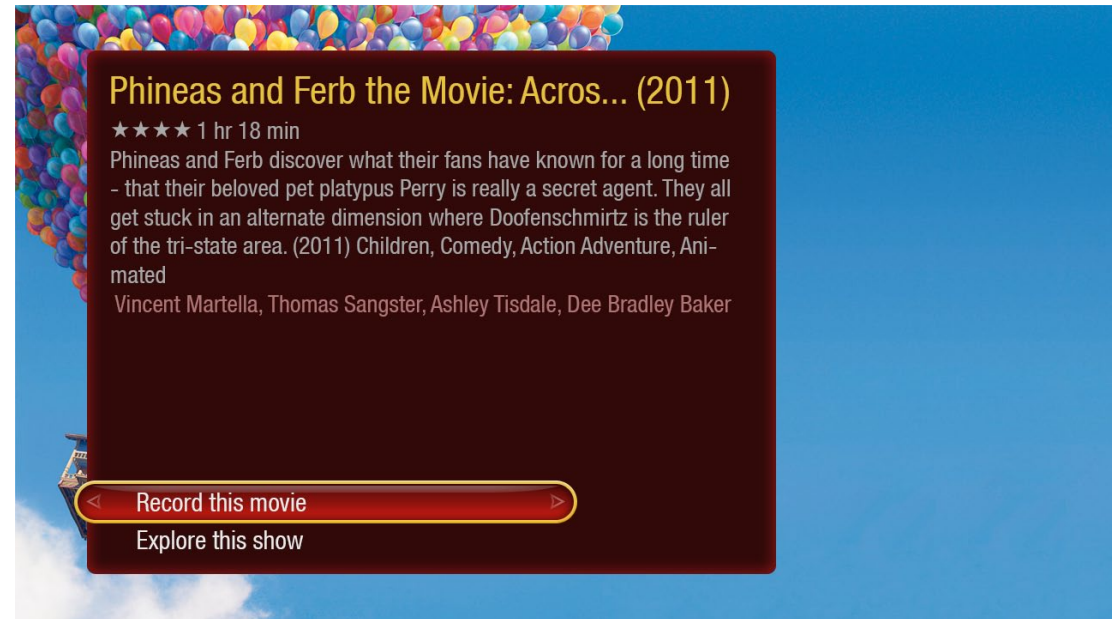 Phineas and Ferb the Movie: Acros... (2011)
★★★★ 1 hr 18 min
Phineas and Ferb discover what their fans have known for a long time
- that their beloved pet platypus Perry is really a secret agent. They all
get stuck in an alternate dimension where Doofenschmirtz is the ruler
of the tri-state area. (2011) Children, Comedy, Action Adventure, Ani-
mated
Vincent Martella, Thomas Sangster, Ashley Tisdale, Dee Bradley Baker
Record this movie
Explore this show